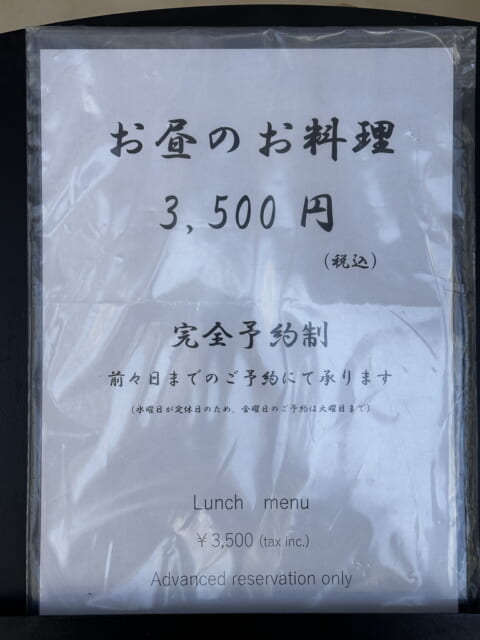 お昼のお料理
3,500 円
(税込)
完全予約制
前々日までのご予約にて承ります
(水曜日が定休日のため、金曜日のご予約は火曜日まで)
Lunch menu
￥3,500 (tax inc.)
Advanced reservation only